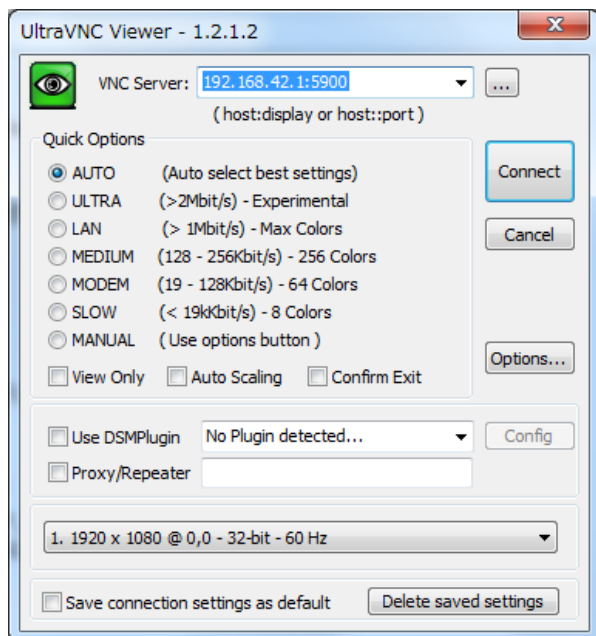 UltraVNC Viewer - 1.2.1.2
VNC Server: 192.168.42.1:5900 ...
( host:display or host::port )
Quick Options
AUTO (Auto select best settings)
ULTRA (>2Mbit/s) - Experimental
LAN (> 1Mbit/s) - Max Colors
MEDIUM (128 - 256Kbit/s) - 256 Colors
MODEM (19 - 128Kbit/s) - 64 Colors
SLOW (< 19kKbit/s) - 8 Colors
MANUAL ( Use options button )
View Only Auto Scaling Confirm Exit
Connect
Cancel
Options...
Use DSMPlugin No Plugin detected... Config
Proxy/Repeater
1. 1920 x 1080 @ 0,0 - 32-bit - 60 Hz
Save connection settings as default Delete saved settings